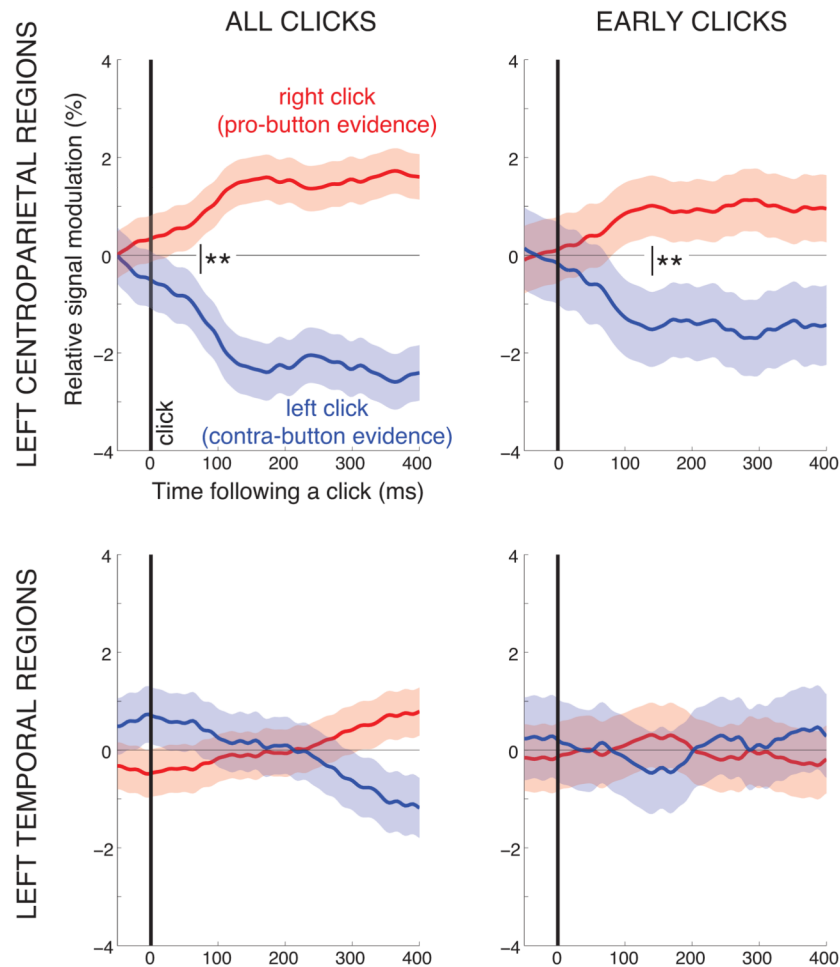 ALL CLICKS
EARLY CLICKS
LEFT CENTROPARIETAL REGIONS
Relative signal modulation (%)
4
2
0
−2
−4
right click
(pro-button evidence)
**
click
left click
(contra-button evidence)
0 100 200 300 400
Time following a click (ms)
4
2
0
−2
−4
**
0 100 200 300 400
LEFT TEMPORAL REGIONS
4
2
0
−2
−4
0 100 200 300 400
4
2
0
−2
−4
0 100 200 300 400